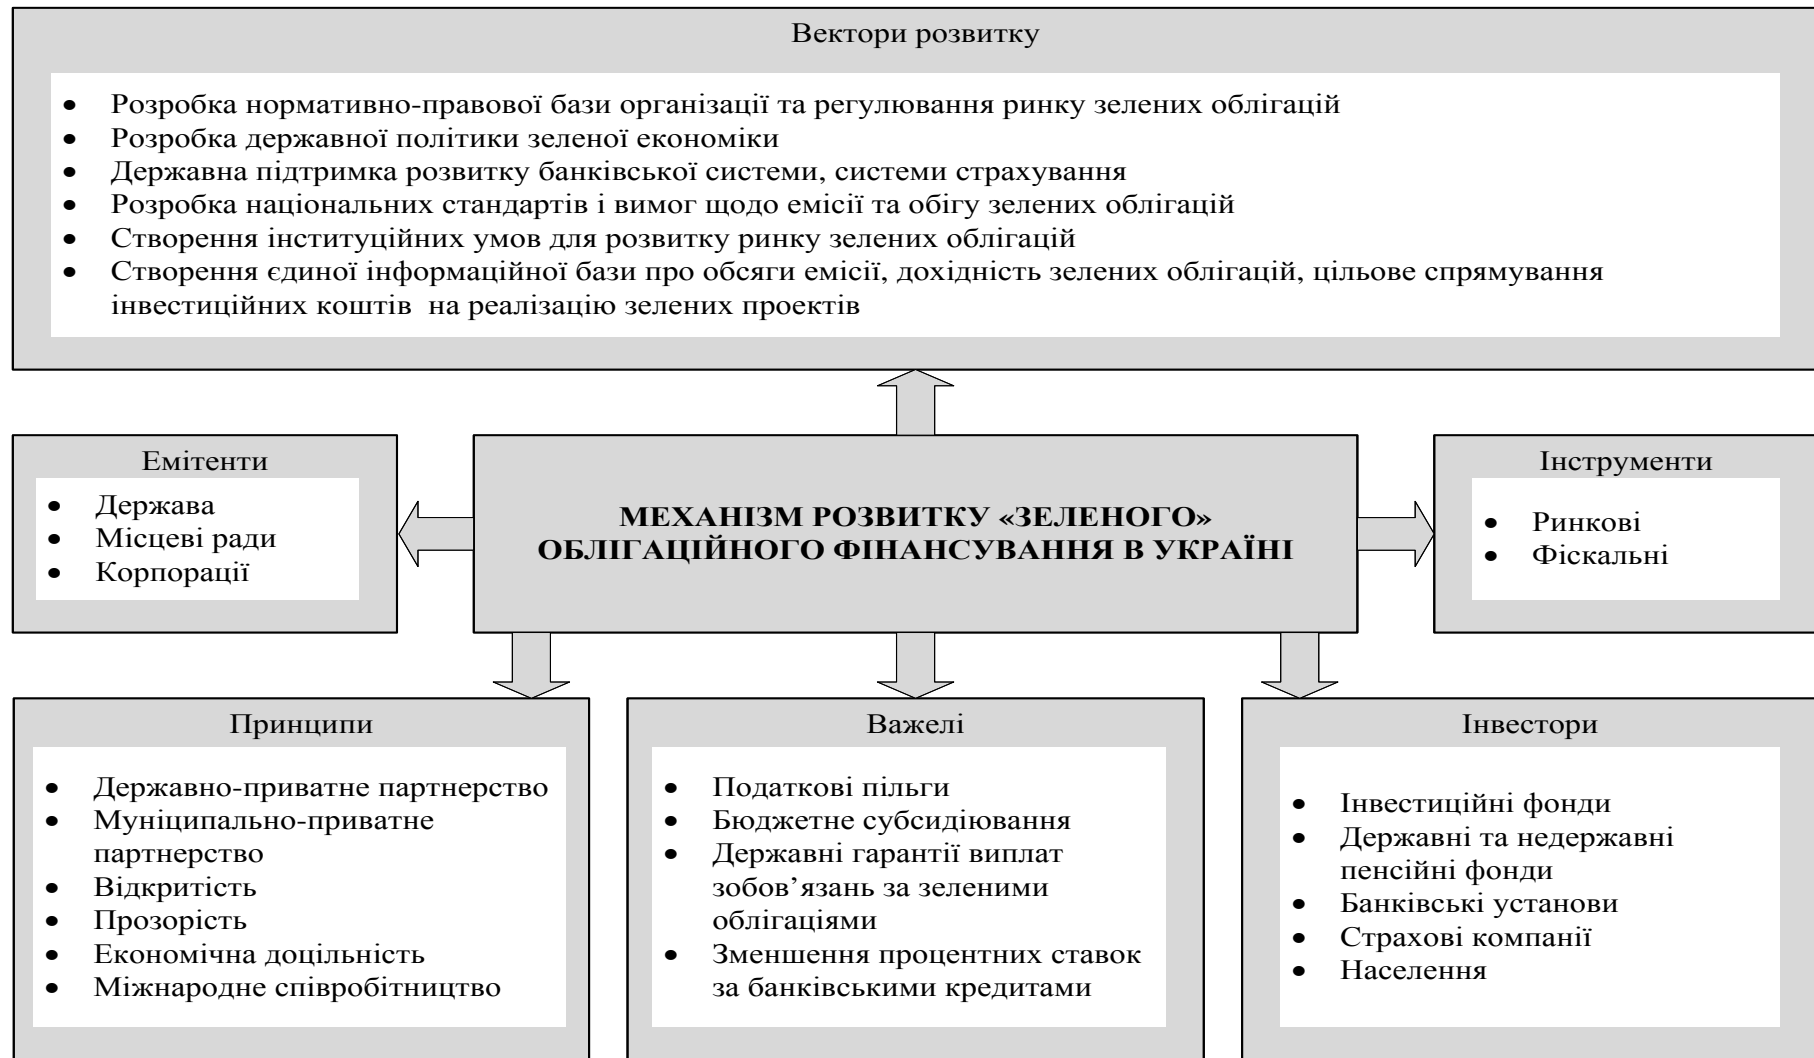 Вектори розвитку
• Розробка нормативно-правової бази організації та регулювання ринку зелених облігацій
• Розробка державної політики зеленої економіки
• Державна підтримка розвитку банківської системи, системи страхування
• Розробка національних стандартів і вимог щодо емісії та обігу зелених облігацій
• Створення інституційних умов для розвитку ринку зелених облігацій
• Створення єдиної інформаційної бази про обсяги емісії, дохідність зелених облігацій, цільове спрямування
інвестиційних коштів на реалізацію зелених проектів
Емітенти
• Держава
• Місцеві ради
• Корпорації
МЕХАНІЗМ РОЗВИТКУ «ЗЕЛЕНОГО»
ОБЛІГАЦІЙНОГО ФІНАНСУВАННЯ В УКРАЇНІ
Інструменти
• Ринкові
• Фіскальні
Принципи
• Державно-приватне партнерство
• Муніципально-приватне
партнерство
• Відкритість
• Прозорість
• Економічна доцільність
• Міжнародне співробітництво
Важелі
• Податкові пільги
• Бюджетне субсидіювання
• Державні гарантії виплат
зобов’язань за зеленими
облігаціями
• Зменшення процентних ставок
за банківськими кредитами
Інвестори
• Інвестиційні фонди
• Державні та недержавні
пенсійні фонди
• Банківські установи
• Страхові компанії
• Населення